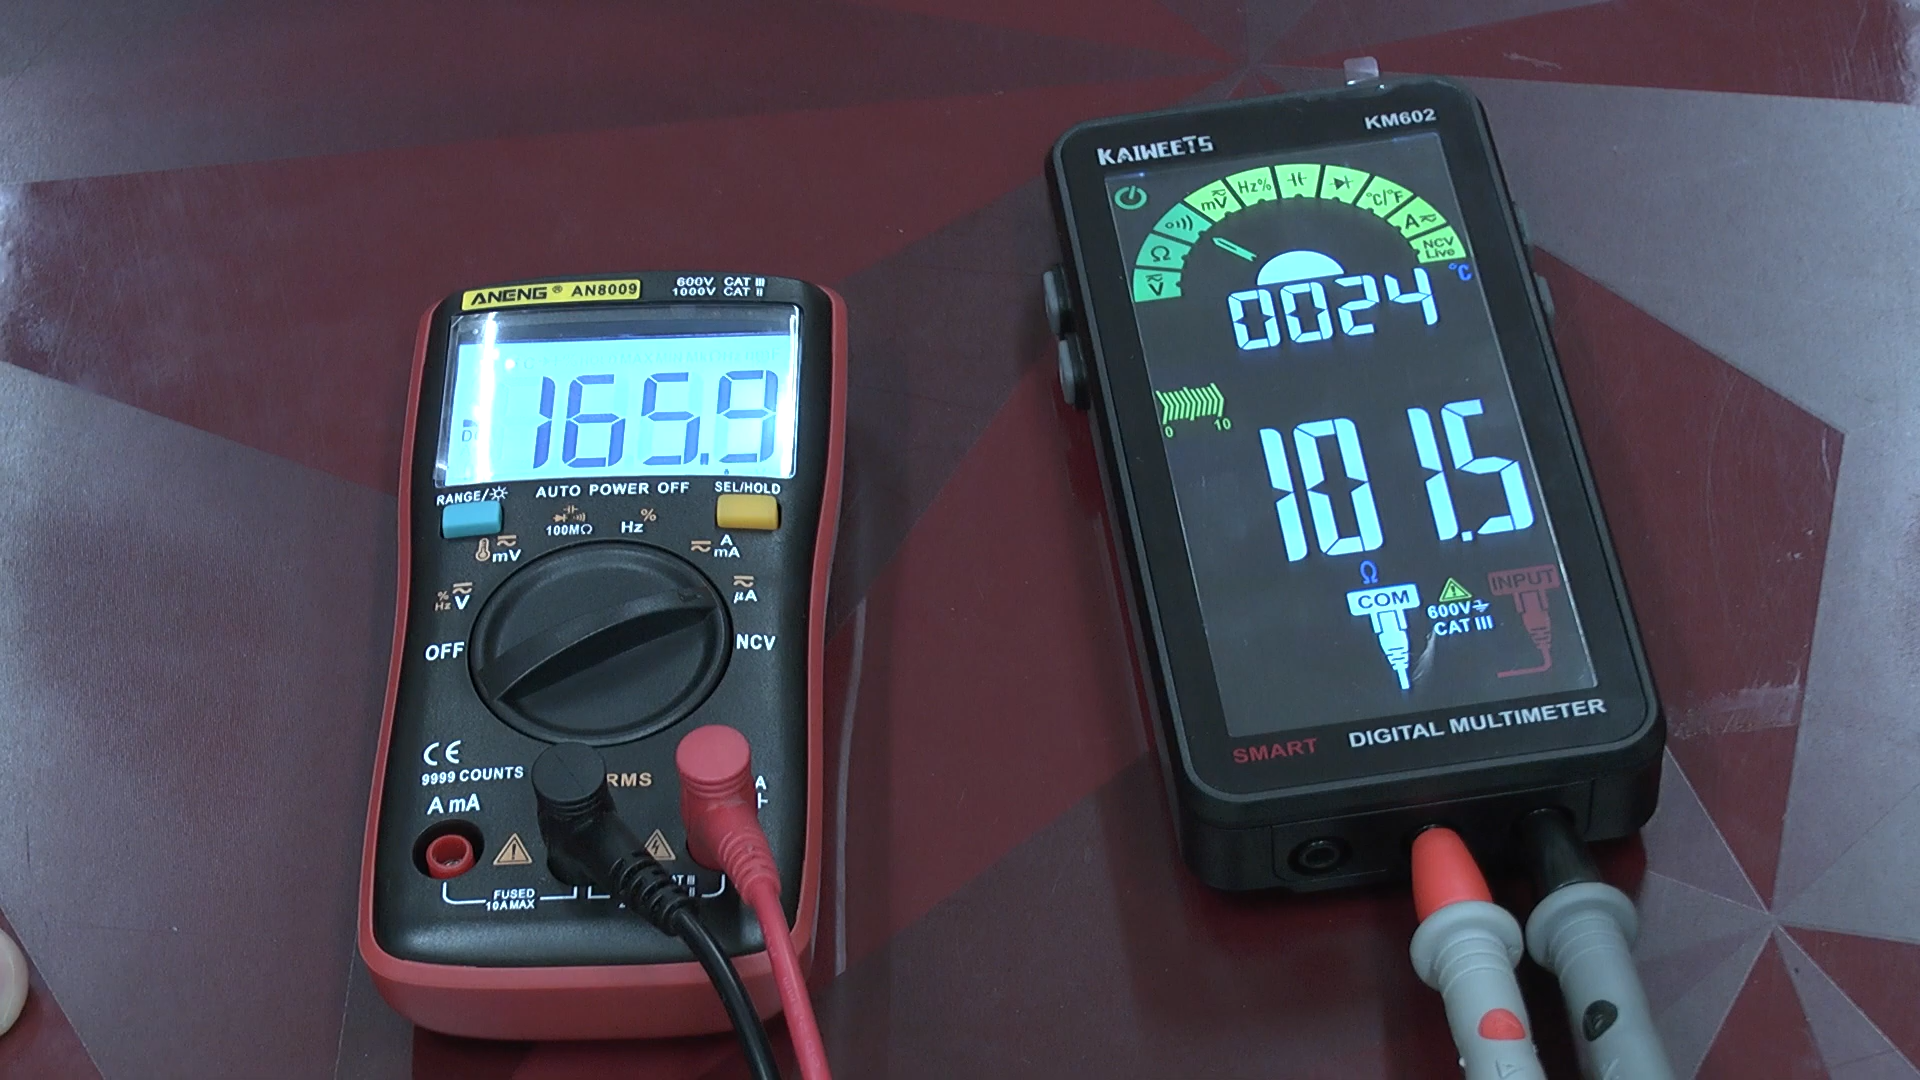 ANENG ® AN8009
600V CAT III
1000V CAT II
165.9
RANGE/
AUTO POWER OFF
SEL/HOLD
100MΩ
Hz %
mV
A
mA
%
Hz V
µA
OFF
NCV
CE
9999 COUNTS
RMS
A mA
FUSED
10A MAX
KAIWEETS
KM602
V
Ω
mV
Hz%
°C/°F
A
NCV
Live
0024 °C
0 10
101.5
Ω
COM
600V
CAT III
INPUT
SMART DIGITAL MULTIMETER